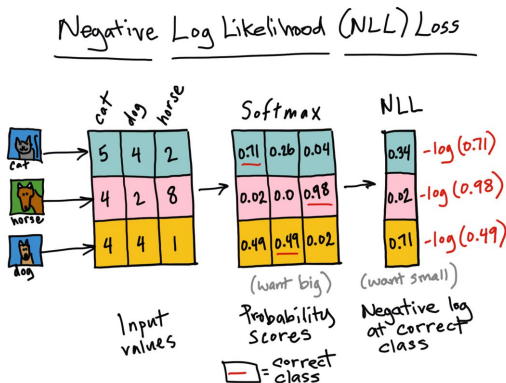 Negative Log Likelihood (NLL) Loss
cat dog horse
Softmax
NLL
cat
5 4 2
0.71 0.26 0.04
0.34 -log(0.71)
horse
4 2 8
0.02 0.0 0.98
0.02 -log(0.98)
dog
4 4 1
0.49 0.49 0.02
0.71 -log(0.49)
(want big)
(want small)
Input
values
Probability
scores
Negative log
at correct
class
= correct
class